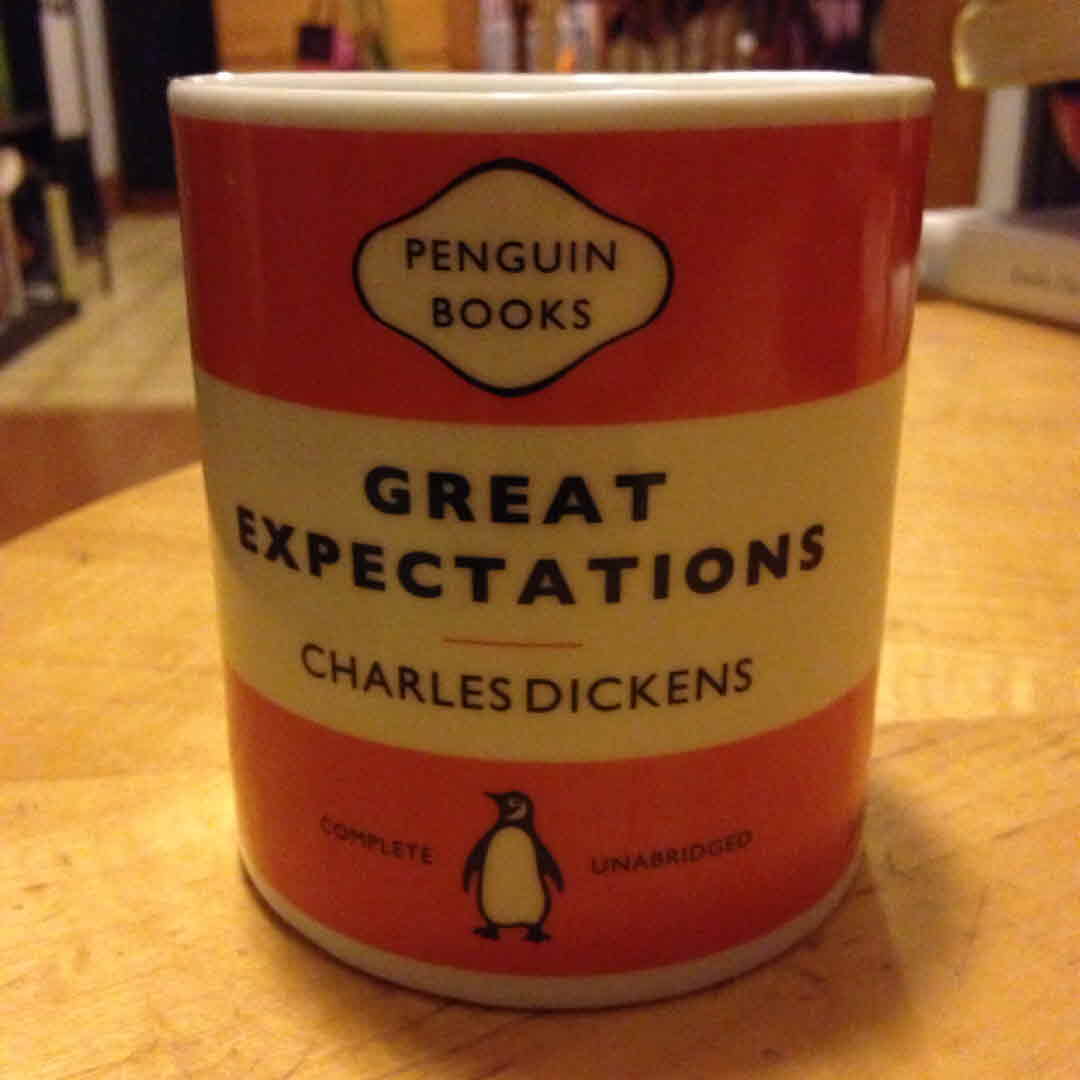 PENGUIN
BOOKS
GREAT
EXPECTATIONS
CHARLES DICKENS
COMPLETE UNABRIDGED